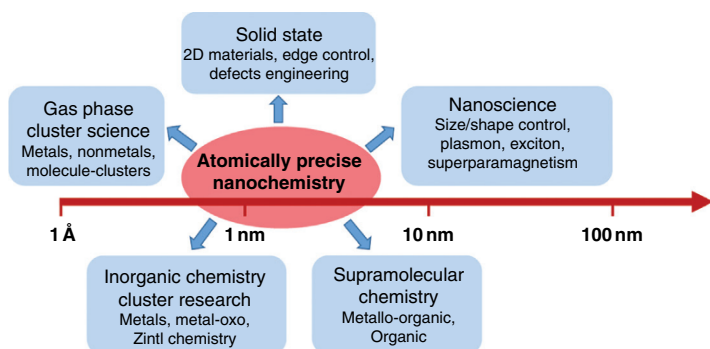 Solid state
2D materials, edge control,
defects engineering
Gas phase
cluster science
Metals, nonmetals,
molecule-clusters
Nanoscience
Size/shape control,
plasmon, exciton,
superparamagnetism
Atomically precise
nanochemistry
1 Å
1 nm
10 nm
100 nm
Inorganic chemistry
cluster research
Metals, metal-oxo,
Zintl chemistry
Supramolecular
chemistry
Metallo-organic,
Organic